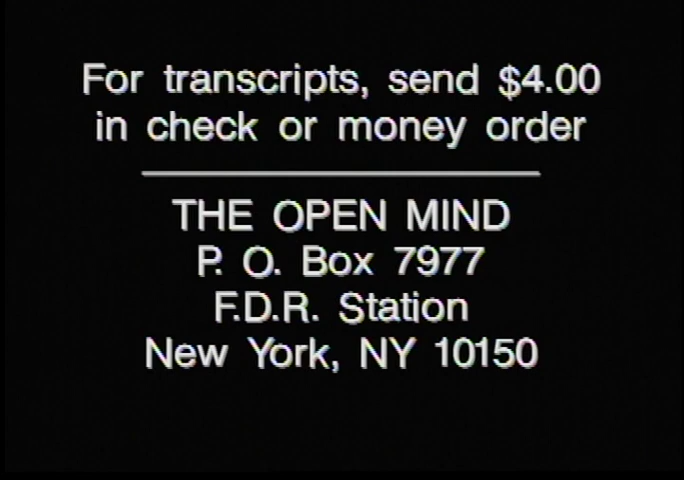 For transcripts, send $4.00
in check or money order
THE OPEN MIND
P. O. Box 7977
F.D.R. Station
New York, NY 10150